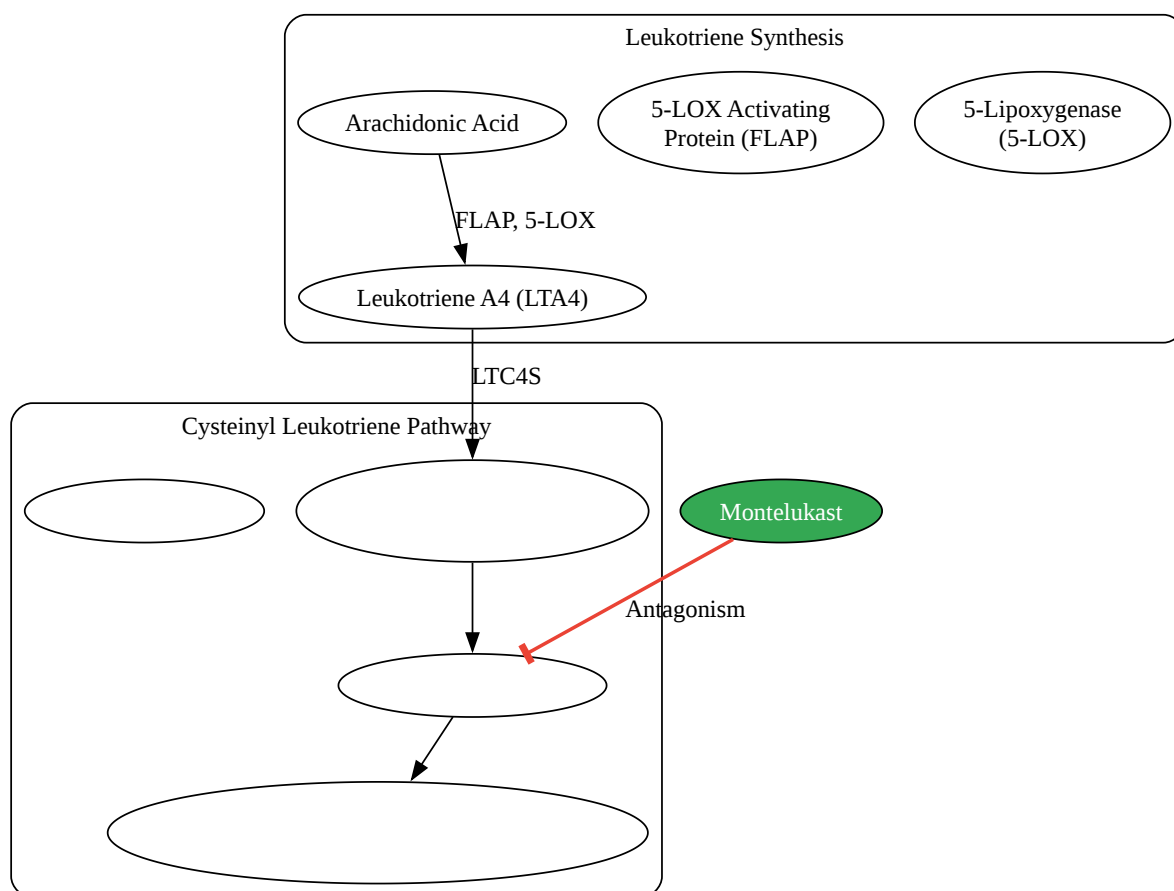 Leukotriene Synthesis
Arachidonic Acid
5-LOX Activating
Protein (FLAP)
5-Lipoxygenase
(5-LOX)
FLAP, 5-LOX
Leukotriene A4 (LTA4)
LTC4S
Cysteinyl Leukotriene Pathway
Montelukast
Antagonism